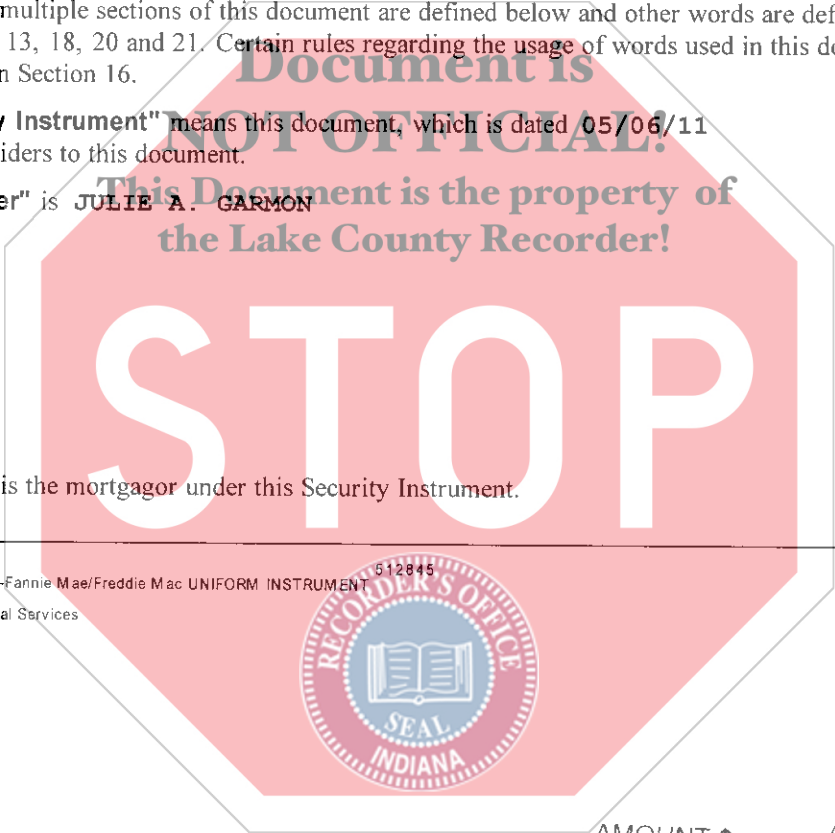 multiple sections of this document are defined below and other words are def
13, 18, 20 and 21. Certain rules regarding the usage of words used in this do
n Section 16.
Document is
y Instrument" means this document, which is dated 05/06/11
NOT OFFICIAL!
iders to this document.
This Document is the property of
er" is JULIE A. GARMON
the Lake County Recorder!
STOP
is the mortgagor under this Security Instrument.
-Fannie Mae/Freddie Mac UNIFORM INSTRUMENT 512845
al Services
RECORDER'S OFFICE
SEAL
INDIANA
AMOUNT $